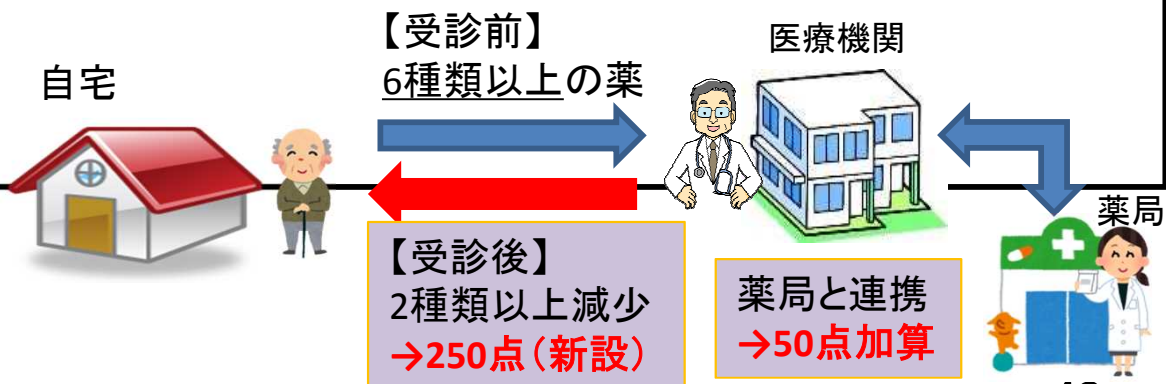 自宅
【受診前】
6種類以上の薬
医療機関
薬局
【受診後】
2種類以上減少
→250点（新設）
薬局と連携
→50点加算